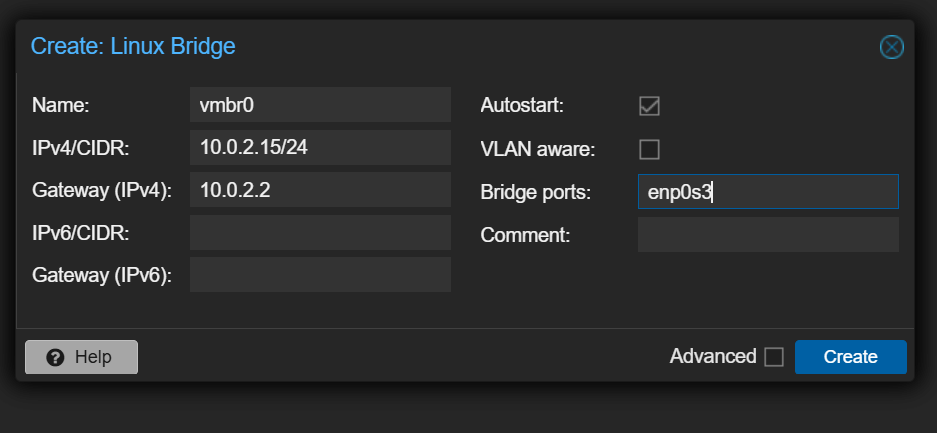 Create: Linux Bridge
Name: vmbr0
IPv4/CIDR: 10.0.2.15/24
Gateway (IPv4): 10.0.2.2
IPv6/CIDR:
Gateway (IPv6):
Autostart:
VLAN aware:
Bridge ports: enp0s3
Comment:
? Help
Advanced
Create